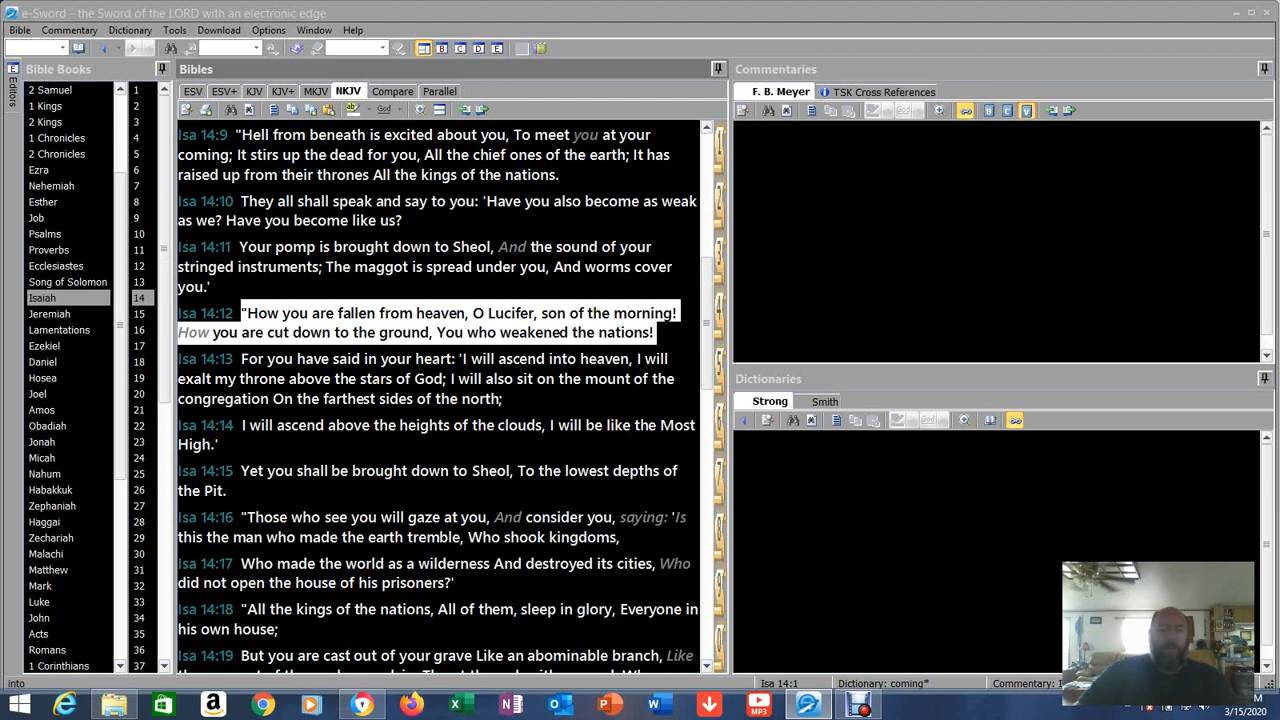 e-Sword - the Sword of the LORD with an electronic edge
Bible Commentary Dictionary Tools Download Options Window Help
B C D E
Editors
Bible Books
2 Samuel 1
1 Kings 2
2 Kings 3
1 Chronicles 4
2 Chronicles 5
Ezra 6
Nehemiah 7
Esther 8
Job 9
Psalms 10
Proverbs 11
Ecclesiastes 12
Song of Solomon 13
Isaiah 14
Jeremiah 15
Lamentations 16
Ezekiel 17
Daniel 18
Hosea 19
Joel 20
Amos 21
Obadiah 22
Jonah 23
Micah 24
Nahum 25
Habakkuk 26
Zephaniah 27
Haggai 28
Zechariah 29
Malachi 30
Matthew 31
Mark 32
Luke 33
John 34
Acts 35
Romans 36
1 Corinthians 37
Bibles
ESV ESV+ KJV KJV+ MKJV NKJV Compare Parallel
God
Isa 14:9 "Hell from beneath is excited about you, To meet you at your
coming; It stirs up the dead for you, All the chief ones of the earth; It has
raised up from their thrones All the kings of the nations.
Isa 14:10 They all shall speak and say to you: 'Have you also become as weak
as we? Have you become like us?
Isa 14:11 Your pomp is brought down to Sheol, And the sound of your
stringed instruments; The maggot is spread under you, And worms cover
you.'
Isa 14:12 "How you are fallen from heaven, O Lucifer, son of the morning!
How you are cut down to the ground, You who weakened the nations!
Isa 14:13 For you have said in your heart: 'I will ascend into heaven, I will
exalt my throne above the stars of God; I will also sit on the mount of the
congregation On the farthest sides of the north;
Isa 14:14 I will ascend above the heights of the clouds, I will be like the Most
High.'
Isa 14:15 Yet you shall be brought down to Sheol, To the lowest depths of
the Pit.
Isa 14:16 "Those who see you will gaze at you, And consider you, saying: 'Is
this the man who made the earth tremble, Who shook kingdoms,
Isa 14:17 Who made the world as a wilderness And destroyed its cities, Who
did not open the house of his prisoners?'
Isa 14:18 "All the kings of the nations, All of them, sleep in glory, Everyone in
his own house;
Isa 14:19 But you are cast out of your grave Like an abominable branch, Like
1
2
3
4
5
6
7
8
Commentaries
F. B. Meyer TSK Cross References
God B C V
Dictionaries
Strong Smith
God
into
Isa 14:1 Dictionary: coming* Commentary:
MP3
3/15/2020